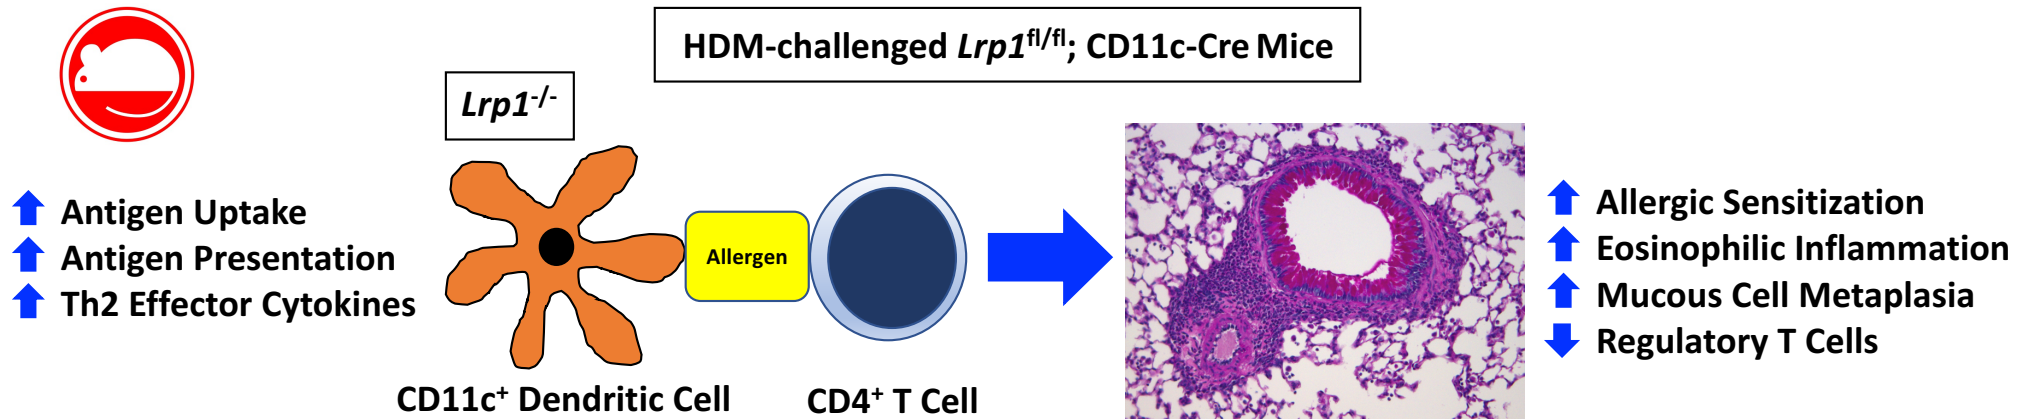 HDM-challenged Lrp1fl/fl; CD11c-Cre Mice
Lrp1-/-
Antigen Uptake
Antigen Presentation
Th2 Effector Cytokines
Allergen
CD11c+ Dendritic Cell
CD4+ T Cell
Allergic Sensitization
Eosinophilic Inflammation
Mucous Cell Metaplasia
Regulatory T Cells